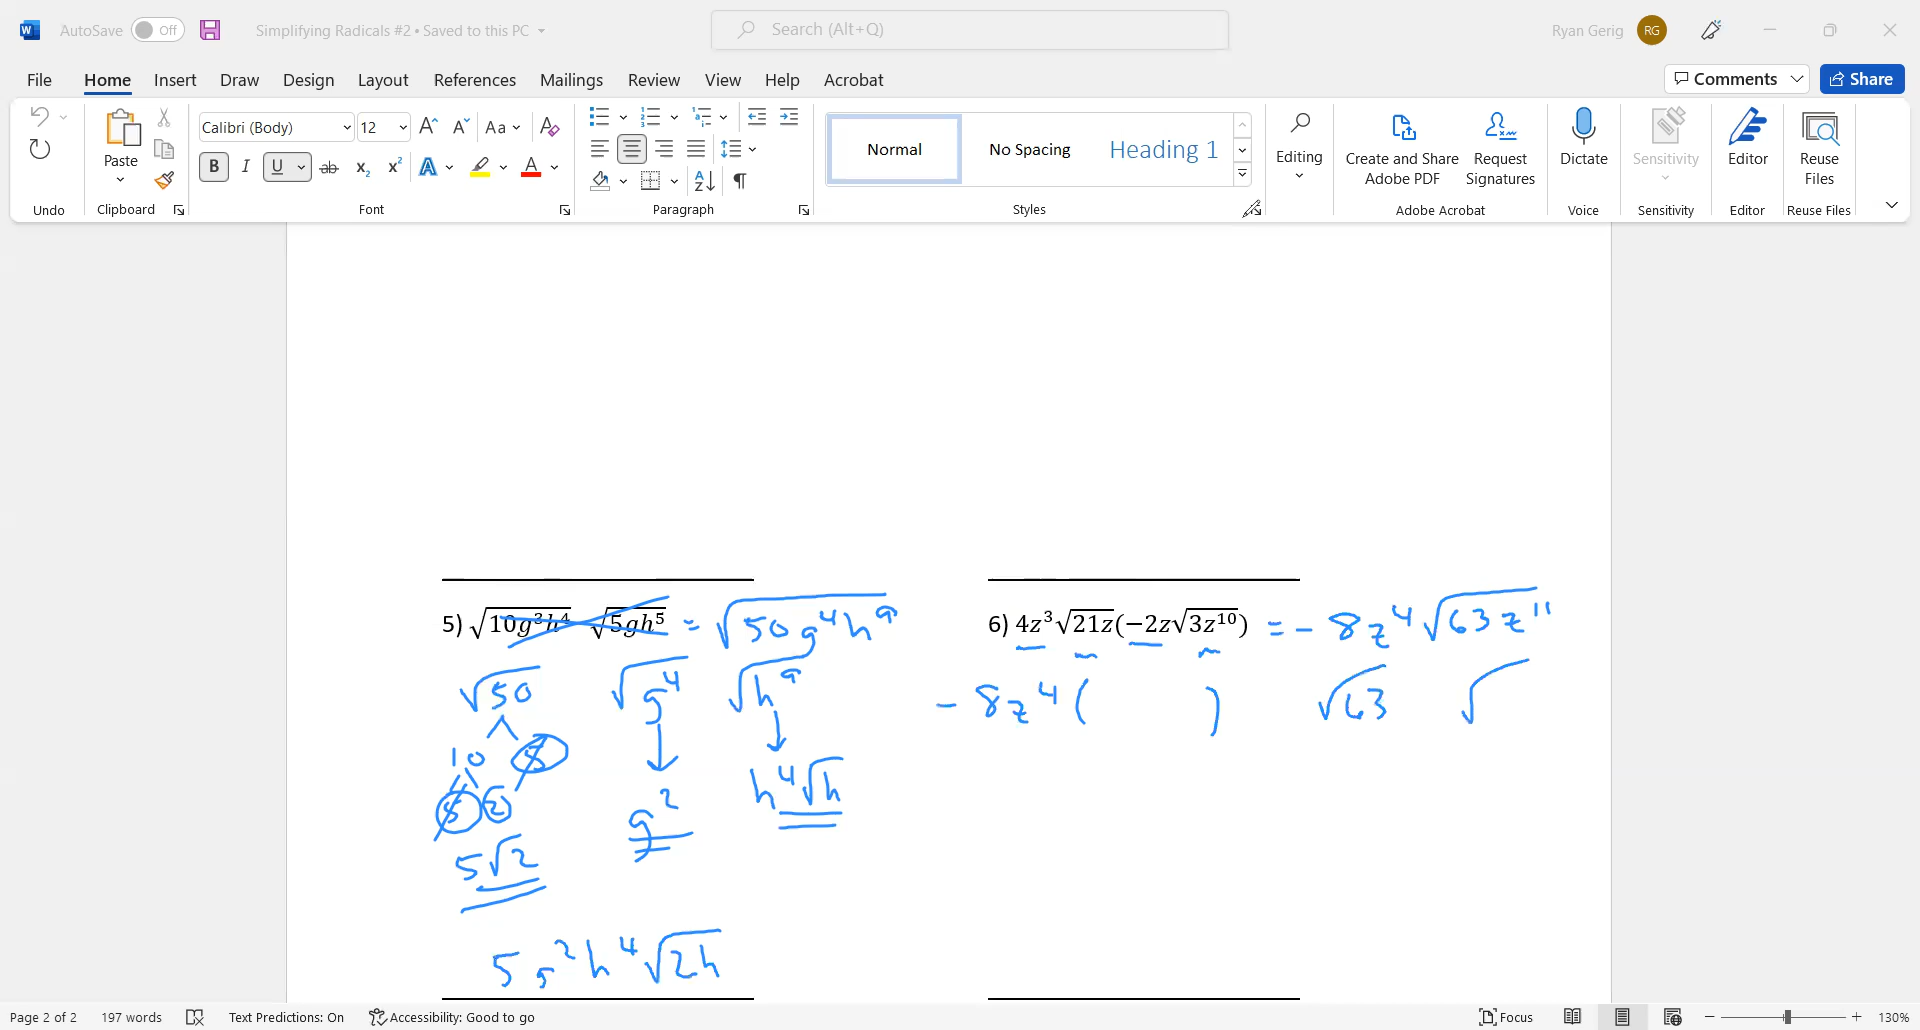 AutoSave Off Simplifying Radicals #2 • Saved to this PC Search (Alt+Q) Ryan Gerig RG
File Home Insert Draw Design Layout References Mailings Review View Help Acrobat Comments Share
Calibri (Body) 12 Aa
Paste B I U ab x₂ x² A A Normal No Spacing Heading 1 Editing Create and Share Adobe PDF Request Signatures Dictate Sensitivity Editor Reuse Files
Undo Clipboard Font Paragraph Styles Adobe Acrobat Voice Sensitivity Editor Reuse Files
5) √(10g³h⁴) √(5gh⁵) = √(50g⁴h⁹)
√50 √(g⁴) √(h⁹)
10 5
5 2
g² h⁴√h
5√2
5g²h⁴√(2h)
6) 4z³√(21z)(−2z√(3z¹⁰)) = - 8z⁴√(63z¹¹)
- 8z⁴( ) √63 √
Page 2 of 2 197 words Text Predictions: On Accessibility: Good to go Focus 130%